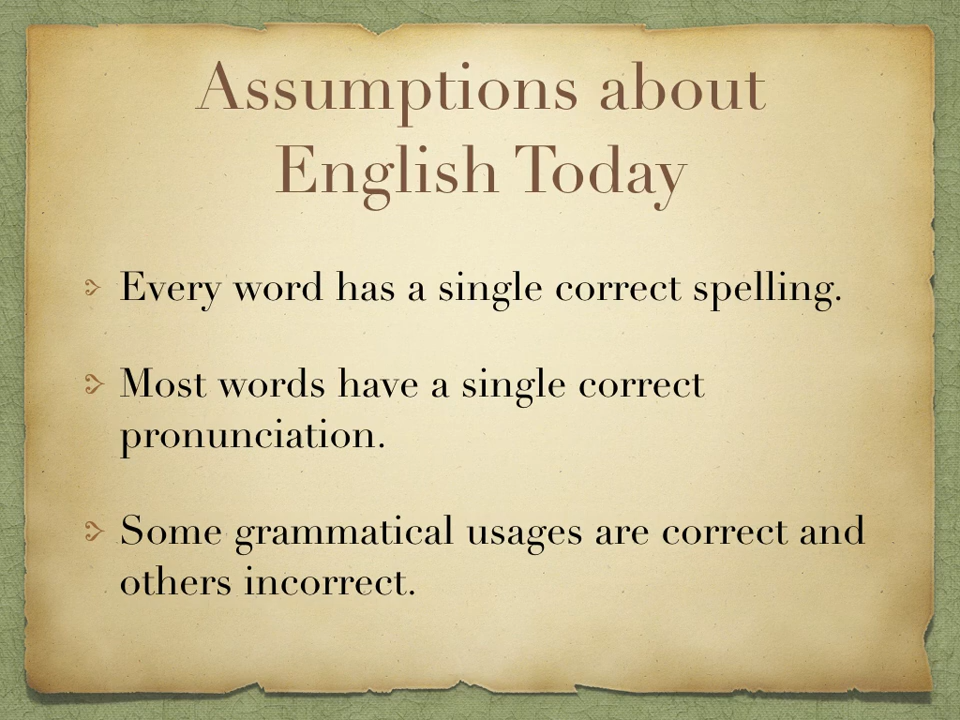 Assumptions about
English Today
Every word has a single correct spelling.
Most words have a single correct
pronunciation.
Some grammatical usages are correct and
others incorrect.